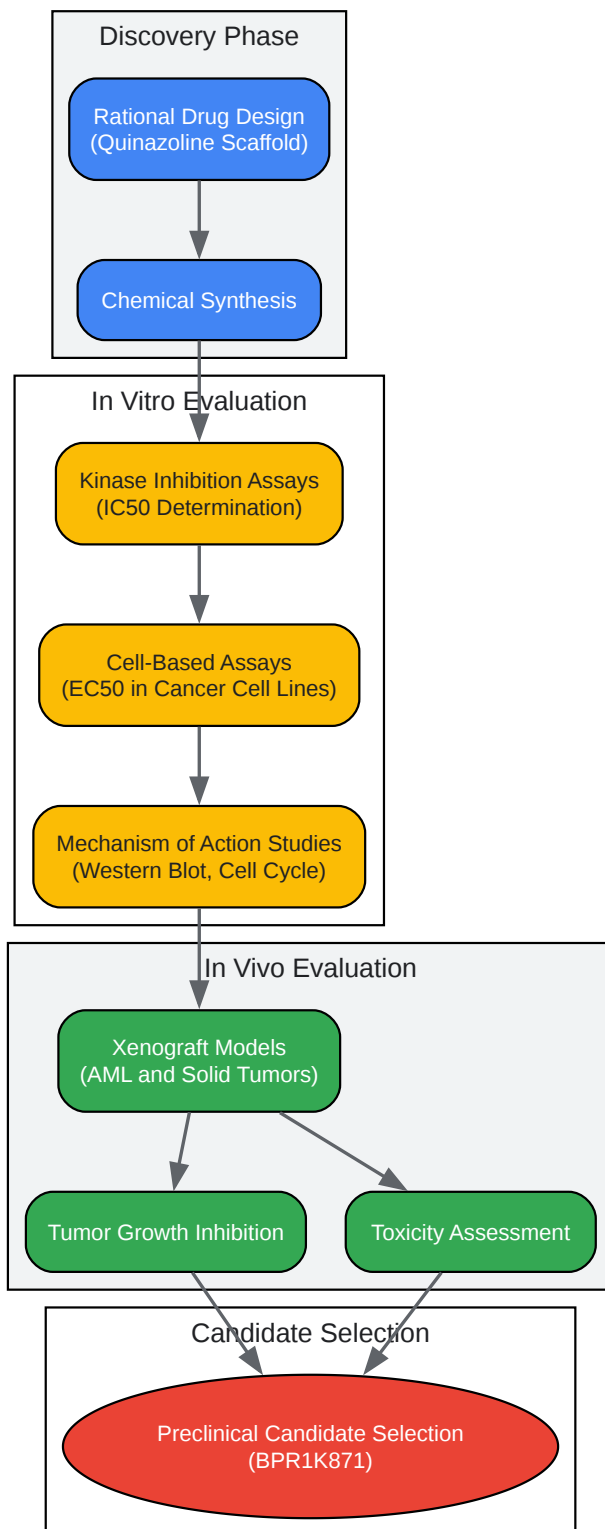 Discovery Phase
Rational Drug Design
(Quinazoline Scaffold)
Chemical Synthesis
In Vitro Evaluation
Kinase Inhibition Assays
(IC50 Determination)
Cell-Based Assays
(EC50 in Cancer Cell Lines)
Mechanism of Action Studies
(Western Blot, Cell Cycle)
In Vivo Evaluation
Xenograft Models
(AML and Solid Tumors)
Tumor Growth Inhibition
Toxicity Assessment
Candidate Selection
Preclinical Candidate Selection
(BPR1K871)